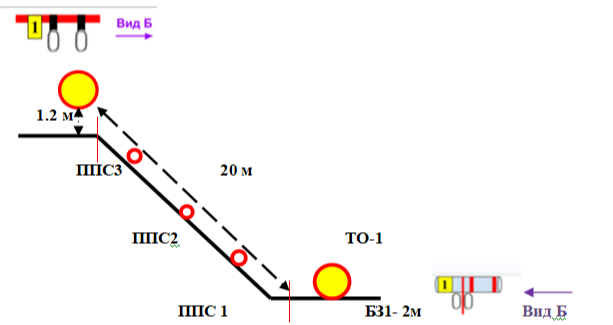 1
Вид Б
1.2 м
ППС3
20 м
ППС2
ТО-1
1
ППС 1
БЗ1- 2м
Вид Б